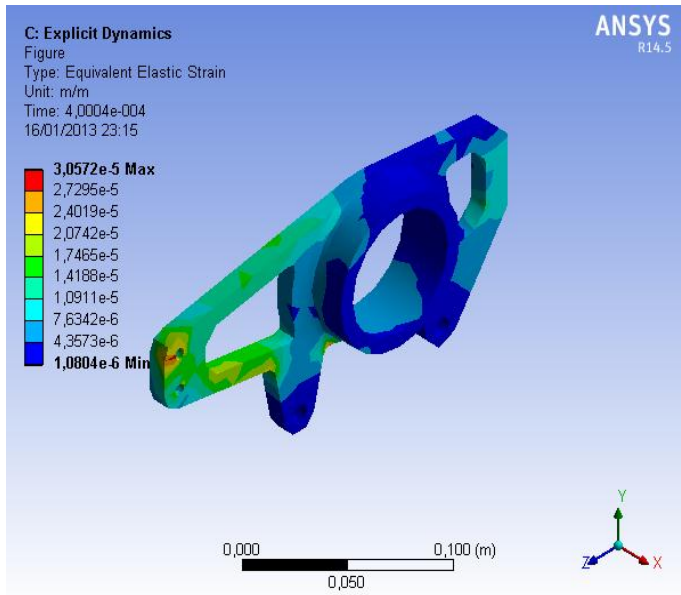 C: Explicit Dynamics
Figure
Type: Equivalent Elastic Strain
Unit: m/m
Time: 4,0004e-004
16/01/2013 23:15
ANSYS
R14.5
3,0572e-5 Max
2,7295e-5
2,4019e-5
2,0742e-5
1,7465e-5
1,4188e-5
1,0911e-5
7,6342e-6
4,3573e-6
1,0804e-6 Min
0,000 0,100 (m)
0,050
Y
Z X